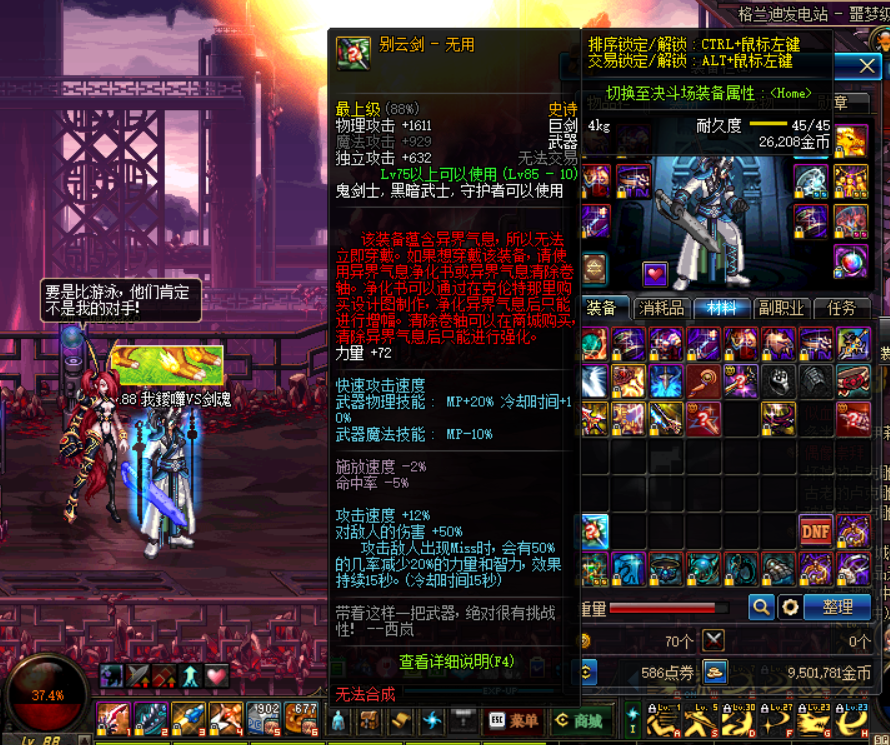 格兰迪发电站 - 噩梦级
别云剑 - 无用
排序锁定/解锁：CTRL+鼠标左键
交易锁定/解锁：ALT+鼠标左键
切换至决斗场装备属性：<Home>
最上级(88%)
史诗
物理攻击 +1611
巨剑
4kg
耐久度
45/45
魔法攻击 +929
武器
26,208金币
独立攻击 +632
无法交易
Lv75以上可以使用 (Lv85 - 10)
鬼剑士, 黑暗武士, 守护者可以使用
该装备蕴含异界气息，所以无法
立即穿戴。如果想穿戴该装备，请使
用异界气息净化书或异界气息清除卷
轴。净化书可以通过在克伦特那里购
买设计图制作，净化异界气息后只能
进行增幅。清除卷轴可以在商城购买，
清除异界气息后只能进行强化。
力量 +72
快速攻击速度
武器物理技能： MP+20% 冷却时间+1
0%
武器魔法技能： MP-10%
施放速度 -2%
命中率 -5%
攻击速度 +12%
对敌人的伤害 +50%
攻击敌人出现Miss时，会有50%
的几率减少20%的力量和智力，效果
持续15秒。(冷却时间15秒)
带着这样一把武器，绝对很有挑战
性！ --西岚
查看详细说明(F4)
无法合成
要是比游泳，他们肯定
不是我的对手！
装备
消耗品
材料
副职业
任务
DNF
重量
整理
70个
0个
586点券
9,501,781金币
37.4%
Lv. 88
1902
677
EXP-UP
ESC 菜单
商城